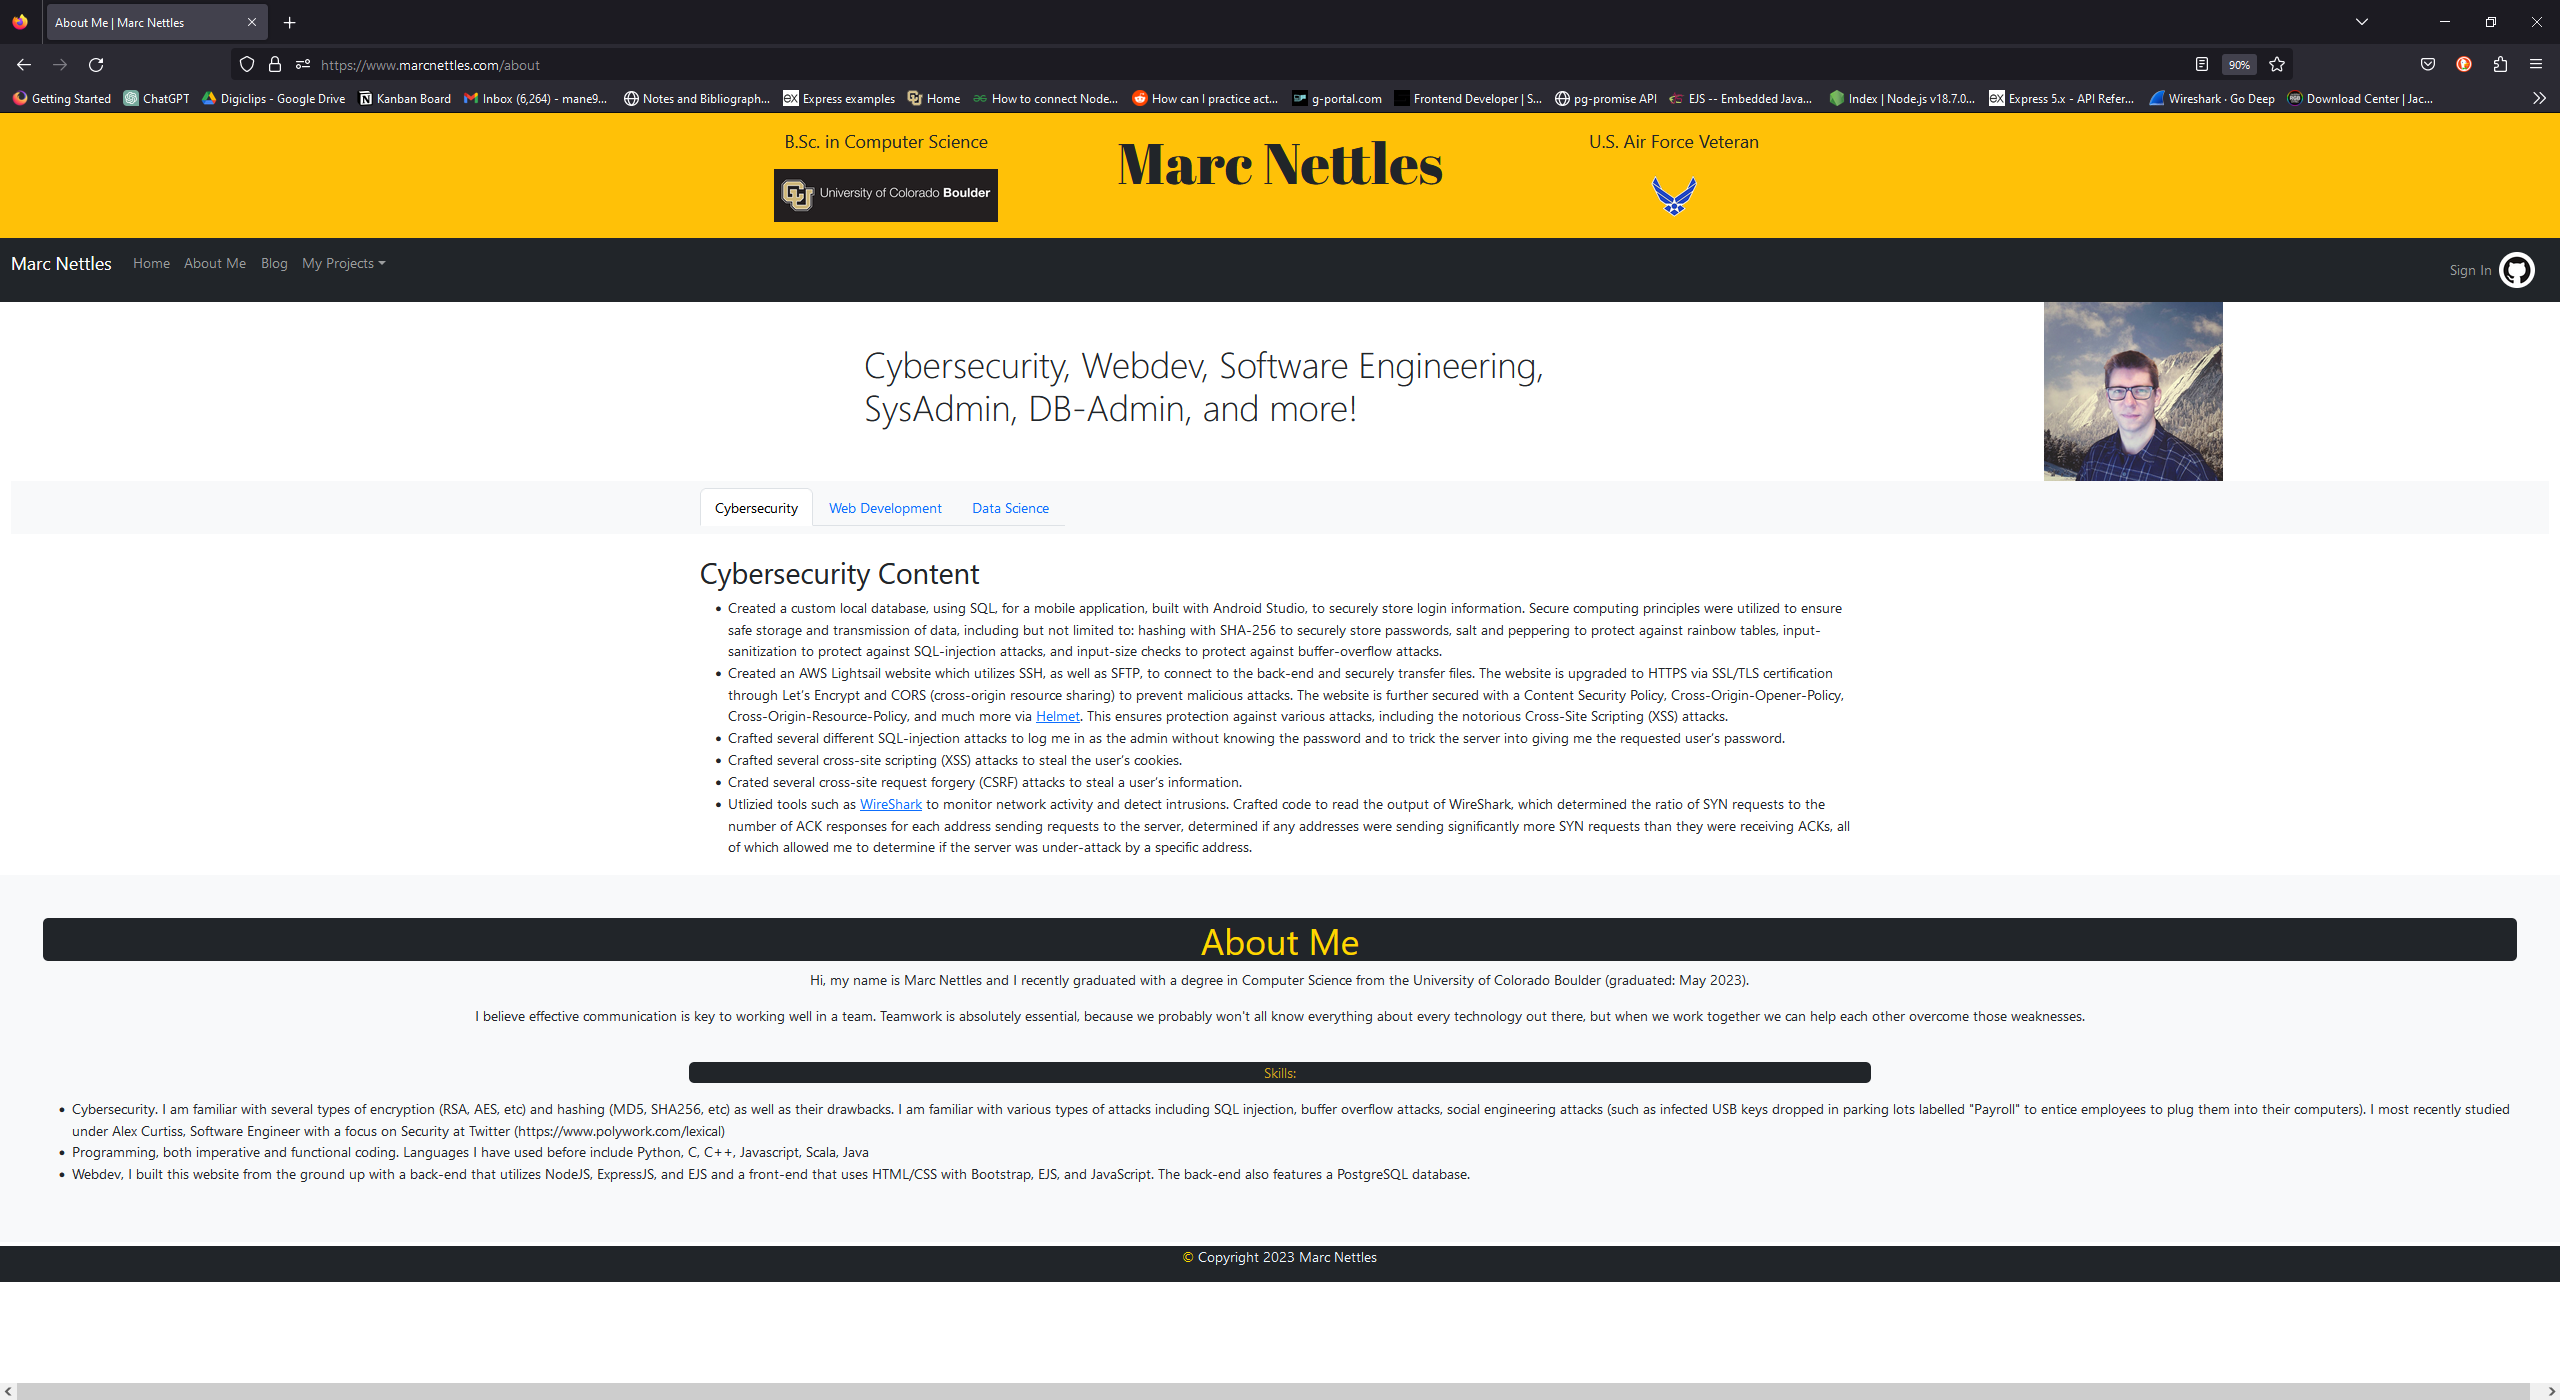 About Me | Marc Nettles
https://www.marcnettles.com/about
90%
Getting Started ChatGPT Digiclips - Google Drive Kanban Board Inbox (6,264) - mane9... Notes and Bibliograph... Express examples Home How to connect Node... How can I practice act... g-portal.com Frontend Developer | S... pg-promise API EJS -- Embedded Java... Index | Node.js v18.7.0... Express 5.x - API Refer... Wireshark · Go Deep Download Center | Jac...
B.Sc. in Computer Science
University of Colorado Boulder
Marc Nettles
U.S. Air Force Veteran
Marc Nettles Home About Me Blog My Projects Sign In
Cybersecurity, Webdev, Software Engineering,
SysAdmin, DB-Admin, and more!
Cybersecurity Web Development Data Science
Cybersecurity Content
• Created a custom local database, using SQL, for a mobile application, built with Android Studio, to securely store login information. Secure computing principles were utilized to ensure
safe storage and transmission of data, including but not limited to: hashing with SHA-256 to securely store passwords, salt and peppering to protect against rainbow tables, input-
sanitization to protect against SQL-injection attacks, and input-size checks to protect against buffer-overflow attacks.
• Created an AWS Lightsail website which utilizes SSH, as well as SFTP, to connect to the back-end and securely transfer files. The website is upgraded to HTTPS via SSL/TLS certification
through Let's Encrypt and CORS (cross-origin resource sharing) to prevent malicious attacks. The website is further secured with a Content Security Policy, Cross-Origin-Opener-Policy,
Cross-Origin-Resource-Policy, and much more via Helmet. This ensures protection against various attacks, including the notorious Cross-Site Scripting (XSS) attacks.
• Crafted several different SQL-injection attacks to log me in as the admin without knowing the password and to trick the server into giving me the requested user's password.
• Crafted several cross-site scripting (XSS) attacks to steal the user's cookies.
• Crated several cross-site request forgery (CSRF) attacks to steal a user's information.
• Utlizied tools such as WireShark to monitor network activity and detect intrusions. Crafted code to read the output of WireShark, which determined the ratio of SYN requests to the
number of ACK responses for each address sending requests to the server, determined if any addresses were sending significantly more SYN requests than they were receiving ACKs, all
of which allowed me to determine if the server was under-attack by a specific address.
About Me
Hi, my name is Marc Nettles and I recently graduated with a degree in Computer Science from the University of Colorado Boulder (graduated: May 2023).
I believe effective communication is key to working well in a team. Teamwork is absolutely essential, because we probably won't all know everything about every technology out there, but when we work together we can help each other overcome those weaknesses.
Skills:
• Cybersecurity. I am familiar with several types of encryption (RSA, AES, etc) and hashing (MD5, SHA256, etc) as well as their drawbacks. I am familiar with various types of attacks including SQL injection, buffer overflow attacks, social engineering attacks (such as infected USB keys dropped in parking lots labelled "Payroll" to entice employees to plug them into their computers). I most recently studied
under Alex Curtiss, Software Engineer with a focus on Security at Twitter (https://www.polywork.com/lexical)
• Programming, both imperative and functional coding. Languages I have used before include Python, C, C++, Javascript, Scala, Java
• Webdev, I built this website from the ground up with a back-end that utilizes NodeJS, ExpressJS, and EJS and a front-end that uses HTML/CSS with Bootstrap, EJS, and JavaScript. The back-end also features a PostgreSQL database.
© Copyright 2023 Marc Nettles